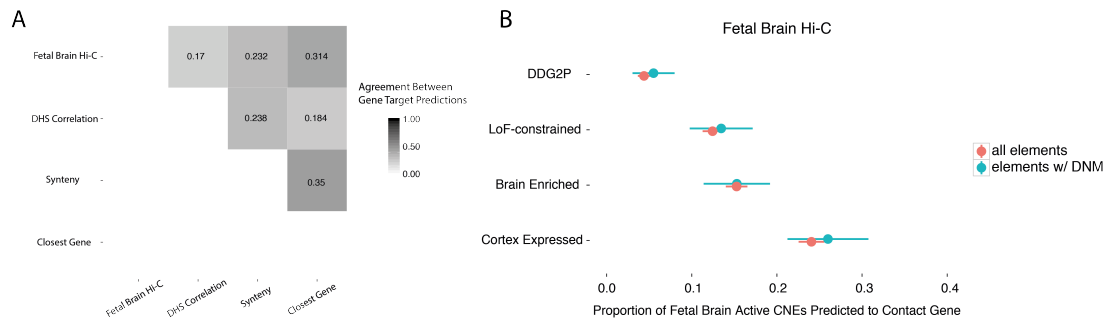 A
Fetal Brain Hi-C
0.17
0.232
0.314
DHS Correlation
0.238
0.184
Synteny
0.35
Closest Gene
Fetal Brain Hi-C
DHS Correlation
Synteny
Closest Gene
Agreement Between
Gene Target Predictions
1.00
0.50
0.00
B
Fetal Brain Hi-C
DDG2P
LoF-constrained
Brain Enriched
Cortex Expressed
0.0
0.1
0.2
0.3
0.4
Proportion of Fetal Brain Active CNEs Predicted to Contact Gene
all elements
elements w/ DNM